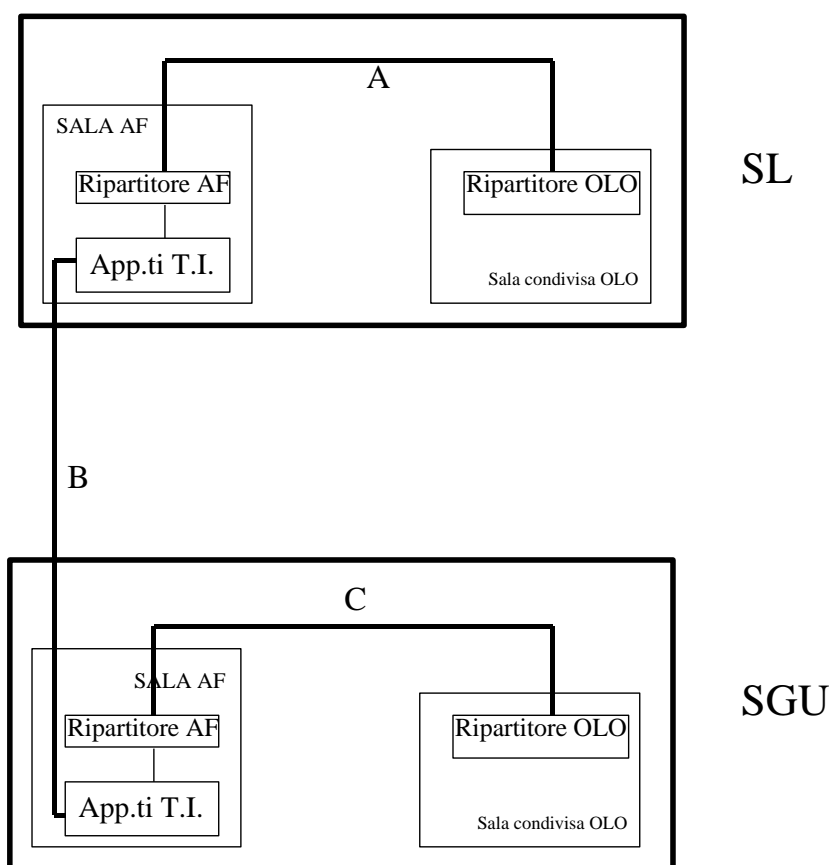 A
SALA AF
Ripartitore AF
Ripartitore OLO
SL
App.ti T.I.
Sala condivisa OLO
B
C
SALA AF
Ripartitore AF
Ripartitore OLO
SGU
App.ti T.I.
Sala condivisa OLO